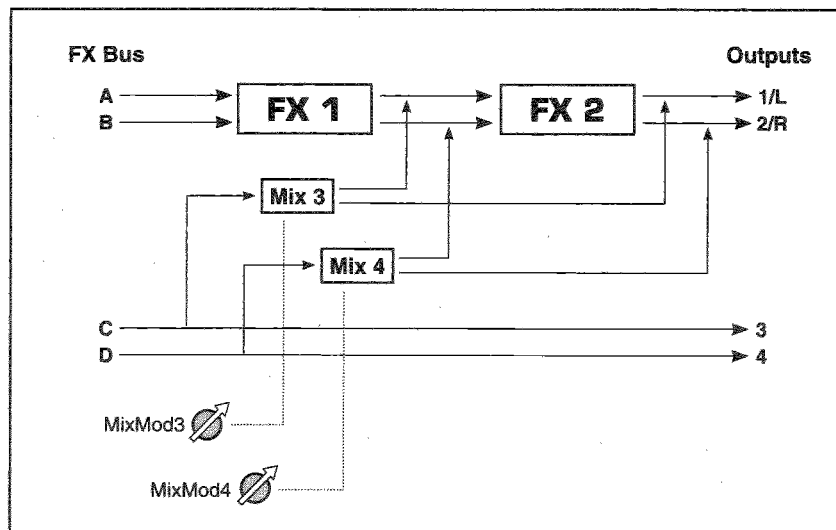 FX Bus
Outputs
A
FX 1
FX 2
1/L
B
2/R
Mix 3
Mix 4
C
3
D
4
MixMod3
MixMod4